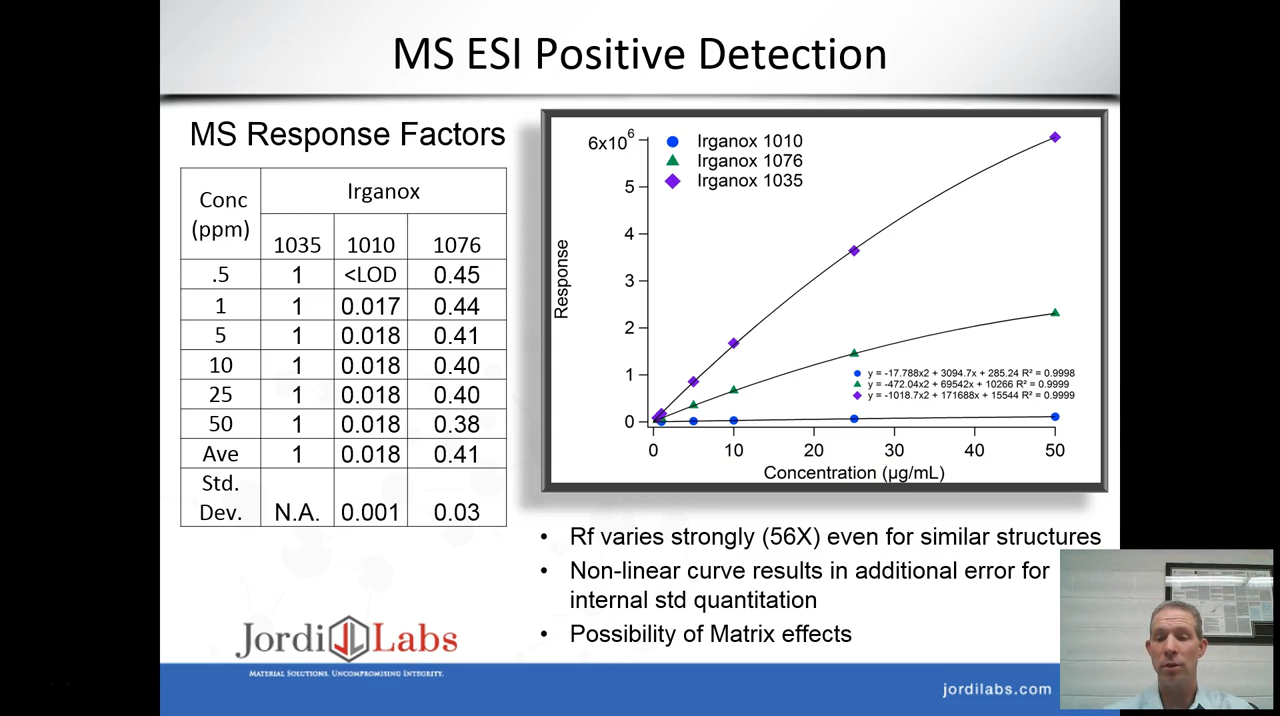 MS ESI Positive Detection
MS Response Factors
Conc (ppm) Irganox
1035 1010 1076
.5 1 <LOD 0.45
1 1 0.017 0.44
5 1 0.018 0.41
10 1 0.018 0.40
25 1 0.018 0.40
50 1 0.018 0.38
Ave 1 0.018 0.41
Std. Dev. N.A. 0.001 0.03
6x10⁶
5
4
3
2
1
0
Response
Irganox 1010
Irganox 1076
Irganox 1035
y = -17.788x2 + 3094.7x + 285.24 R² = 0.9998
y = -472.04x2 + 69542x + 10266 R² = 0.9999
y = -1018.7x2 + 171688x + 15544 R² = 0.9999
0 10 20 30 40 50
Concentration (µg/mL)
• Rf varies strongly (56X) even for similar structures
• Non-linear curve results in additional error for
internal std quantitation
• Possibility of Matrix effects
Jordi Labs
Material Solutions. Uncompromising Integrity.
jordilabs.com